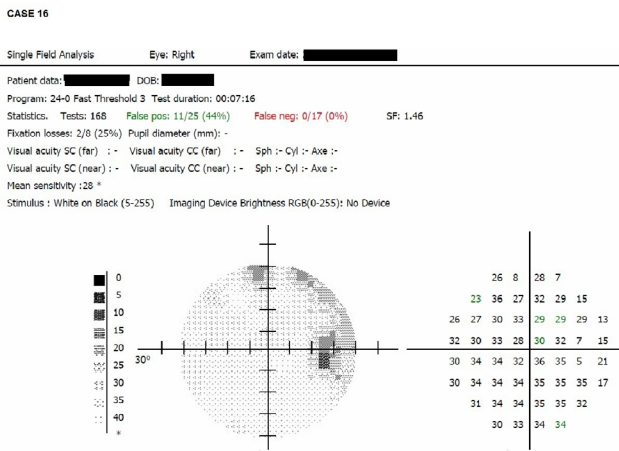 CASE 16
Single Field Analysis Eye: Right Exam date:
Patient data: DOB:
Program: 24-0 Fast Threshold 3 Test duration: 00:07:16
Statistics. Tests: 168 False pos: 11/25 (44%) False neg: 0/17 (0%) SF: 1.46
Fixation losses: 2/8 (25%) Pupil diameter (mm): -
Visual acuity SC (far) : - Visual acuity CC (far) : - Sph :- Cyl :- Axe :-
Visual acuity SC (near) : - Visual acuity CC (near) : - Sph :- Cyl :- Axe :-
Mean sensitivity :28 *
Stimulus : White on Black (5-255) Imaging Device Brightness RGB(0-255): No Device
0
5
10
15
20
25
30
35
40
*
30º
26 8 28 7
23 36 27 32 29 15
26 27 30 33 29 29 29 13
32 30 33 28 30 32 7 15
30 34 34 32 36 35 5 21
30 34 34 34 35 35 35 17
31 34 34 35 35 32
30 33 34 34